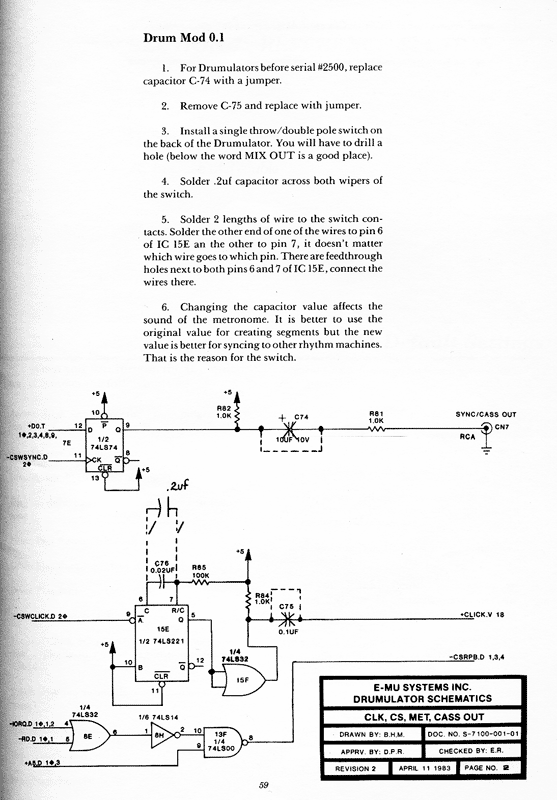 Drum Mod 0.1
1. For Drumulators before serial #2500, replace
capacitor C-74 with a jumper.
2. Remove C-75 and replace with jumper.
3. Install a single throw/double pole switch on
the back of the Drumulator. You will have to drill a
hole (below the word MIX OUT is a good place).
4. Solder .2uf capacitor across both wipers of
the switch.
5. Solder 2 lengths of wire to the switch con-
tacts. Solder the other end of one of the wires to pin 6
of IC 15E an the other to pin 7, it doesn't matter
which wire goes to which pin. There are feedthrough
holes next to both pins 6 and 7 of IC 15E, connect the
wires there.
6. Changing the capacitor value affects the
sound of the metronome. It is better to use the
original value for creating segments but the new
value is better for syncing to other rhythm machines.
That is the reason for the switch.
+5
+5
10
P
R82
1.0K
+ C74
10UF 10V
R81
1.0K
SYNC/CASS OUT
CN7
RCA
+D0.T
1Φ,2,3,4,8,9,
7E
12
D
Q
9
1/2
74LS74
-CSWSYNC.D
2Φ
11
CK
Q
8
CLR
13
+5
.2uf
C76
0.02UF
R85
100K
+5
6
7
C
R/C
R84
1.0K
C75
0.1UF
-CSWCLICK.D 2Φ
9
A
Q
5
15E
1/2 74LS221
+CLICK.V 18
+5
10
B
Q
12
CLR
11
1/4
74LS32
15F
-CSRPB.D 1,3,4
1/4
74LS32
-IORQ.D 1Φ,1,2
4
-RD.D 1Φ,1
5
8E
6
1/6 74LS14
1
8H
2
10
13F
1/4
74LS00
9
8
+A5.D 1Φ,3
E-MU SYSTEMS INC.
DRUMULATOR SCHEMATICS
CLK, CS, MET, CASS OUT
DRAWN BY: B.H.M.
DOC. NO. S-7100-001-01
APPRV. BY: D.P.R.
CHECKED BY: E.R.
REVISION 2
APRIL 11 1983
PAGE NO. 2
59